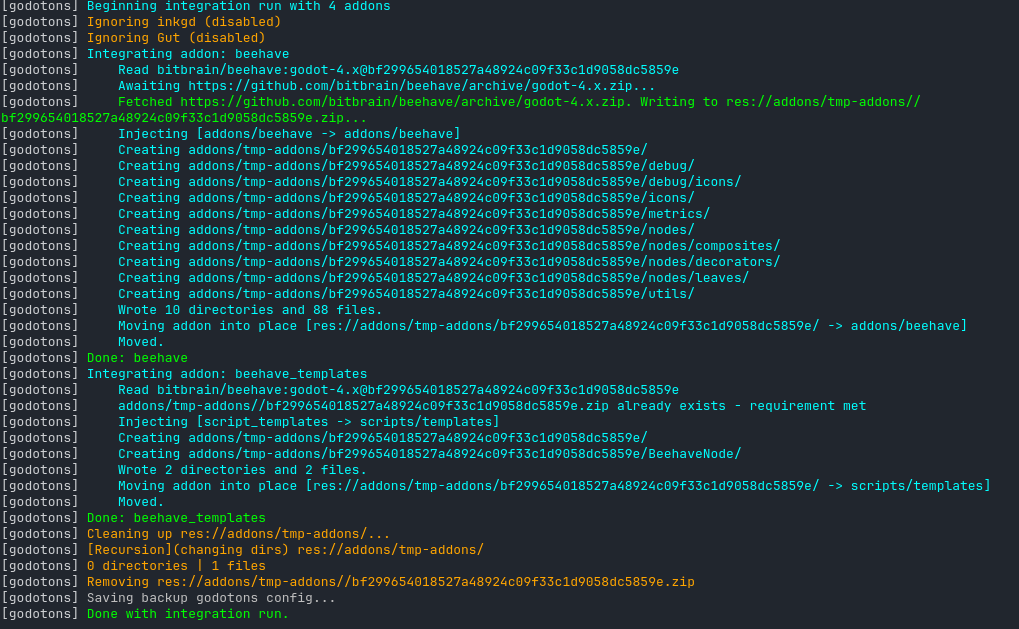 [godotons] Beginning integration run with 4 addons
[godotons] Ignoring inkgd (disabled)
[godotons] Ignoring Gut (disabled)
[godotons] Integrating addon: beehave
[godotons]     Read bitbrain/beehave:godot-4.x@bf299654018527a48924c09f33c1d9058dc5859e
[godotons]     Awaiting https://github.com/bitbrain/beehave/archive/godot-4.x.zip...
[godotons]     Fetched https://github.com/bitbrain/beehave/archive/godot-4.x.zip. Writing to res://addons/tmp-addons//
bf299654018527a48924c09f33c1d9058dc5859e.zip...
[godotons]     Injecting [addons/beehave -> addons/beehave]
[godotons]     Creating addons/tmp-addons/bf299654018527a48924c09f33c1d9058dc5859e/
[godotons]     Creating addons/tmp-addons/bf299654018527a48924c09f33c1d9058dc5859e/debug/
[godotons]     Creating addons/tmp-addons/bf299654018527a48924c09f33c1d9058dc5859e/debug/icons/
[godotons]     Creating addons/tmp-addons/bf299654018527a48924c09f33c1d9058dc5859e/icons/
[godotons]     Creating addons/tmp-addons/bf299654018527a48924c09f33c1d9058dc5859e/metrics/
[godotons]     Creating addons/tmp-addons/bf299654018527a48924c09f33c1d9058dc5859e/nodes/
[godotons]     Creating addons/tmp-addons/bf299654018527a48924c09f33c1d9058dc5859e/nodes/composites/
[godotons]     Creating addons/tmp-addons/bf299654018527a48924c09f33c1d9058dc5859e/nodes/decorators/
[godotons]     Creating addons/tmp-addons/bf299654018527a48924c09f33c1d9058dc5859e/nodes/leaves/
[godotons]     Creating addons/tmp-addons/bf299654018527a48924c09f33c1d9058dc5859e/utils/
[godotons]     Wrote 10 directories and 88 files.
[godotons]     Moving addon into place [res://addons/tmp-addons/bf299654018527a48924c09f33c1d9058dc5859e/ -> addons/beehave]
[godotons]     Moved.
[godotons] Done: beehave
[godotons] Integrating addon: beehave_templates
[godotons]     Read bitbrain/beehave:godot-4.x@bf299654018527a48924c09f33c1d9058dc5859e
[godotons]     addons/tmp-addons//bf299654018527a48924c09f33c1d9058dc5859e.zip already exists - requirement met
[godotons]     Injecting [script_templates -> scripts/templates]
[godotons]     Creating addons/tmp-addons/bf299654018527a48924c09f33c1d9058dc5859e/
[godotons]     Creating addons/tmp-addons/bf299654018527a48924c09f33c1d9058dc5859e/BeehaveNode/
[godotons]     Wrote 2 directories and 2 files.
[godotons]     Moving addon into place [res://addons/tmp-addons/bf299654018527a48924c09f33c1d9058dc5859e/ -> scripts/templates]
[godotons]     Moved.
[godotons] Done: beehave_templates
[godotons] Cleaning up res://addons/tmp-addons/...
[godotons] [Recursion](changing dirs) res://addons/tmp-addons/
[godotons] 0 directories | 1 files
[godotons] Removing res://addons/tmp-addons//bf299654018527a48924c09f33c1d9058dc5859e.zip
[godotons] Saving backup godotons config...
[godotons] Done with integration run.